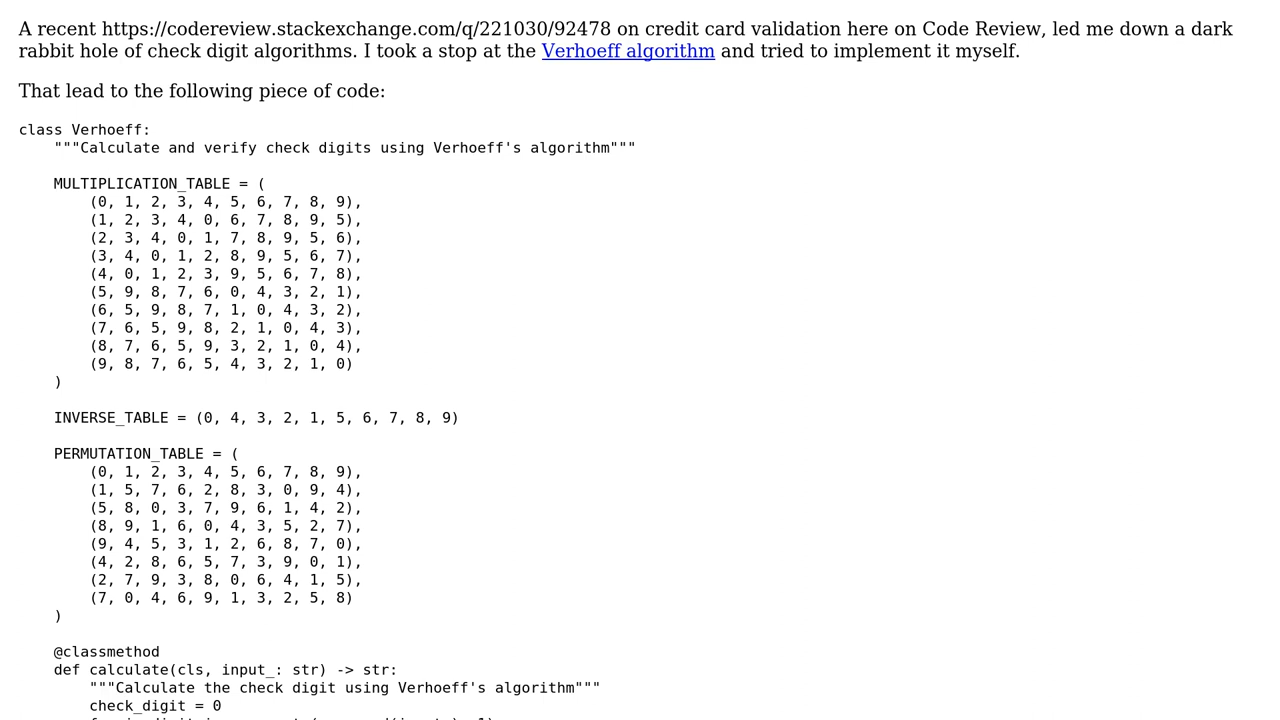 A recent https://codereview.stackexchange.com/q/221030/92478 on credit card validation here on Code Review, led me down a dark
rabbit hole of check digit algorithms. I took a stop at the Verhoeff algorithm and tried to implement it myself.
That lead to the following piece of code:
class Verhoeff:
    """Calculate and verify check digits using Verhoeff's algorithm"""
    MULTIPLICATION_TABLE = (
        (0, 1, 2, 3, 4, 5, 6, 7, 8, 9),
        (1, 2, 3, 4, 0, 6, 7, 8, 9, 5),
        (2, 3, 4, 0, 1, 7, 8, 9, 5, 6),
        (3, 4, 0, 1, 2, 8, 9, 5, 6, 7),
        (4, 0, 1, 2, 3, 9, 5, 6, 7, 8),
        (5, 9, 8, 7, 6, 0, 4, 3, 2, 1),
        (6, 5, 9, 8, 7, 1, 0, 4, 3, 2),
        (7, 6, 5, 9, 8, 2, 1, 0, 4, 3),
        (8, 7, 6, 5, 9, 3, 2, 1, 0, 4),
        (9, 8, 7, 6, 5, 4, 3, 2, 1, 0)
    )
    INVERSE_TABLE = (0, 4, 3, 2, 1, 5, 6, 7, 8, 9)
    PERMUTATION_TABLE = (
        (0, 1, 2, 3, 4, 5, 6, 7, 8, 9),
        (1, 5, 7, 6, 2, 8, 3, 0, 9, 4),
        (5, 8, 0, 3, 7, 9, 6, 1, 4, 2),
        (8, 9, 1, 6, 0, 4, 3, 5, 2, 7),
        (9, 4, 5, 3, 1, 2, 6, 8, 7, 0),
        (4, 2, 8, 6, 5, 7, 3, 9, 0, 1),
        (2, 7, 9, 3, 8, 0, 6, 4, 1, 5),
        (7, 0, 4, 6, 9, 1, 3, 2, 5, 8)
    )
    @classmethod
    def calculate(cls, input_: str) -> str:
        """Calculate the check digit using Verhoeff's algorithm"""
        check_digit = 0